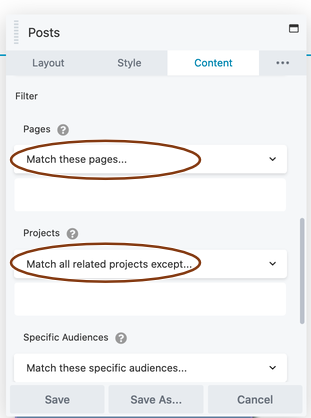 Posts
Layout Style Content ...
Filter
Pages ?
Match these pages...
Projects ?
Match all related projects except...
Specific Audiences ?
Match these specific audiences...
Save Save As... Cancel